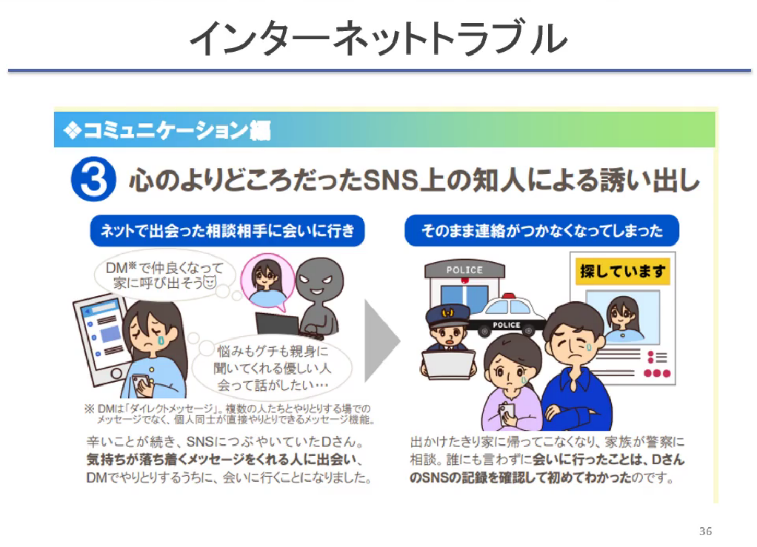 インターネットトラブル
❖コミュニケーション編
3 心のよりどころだったSNS上の知人による誘い出し
ネットで出会った相談相手に会いに行き
DM※で仲良くなって
家に呼び出そう
悩みもグチも親身に
聞いてくれる優しい人
会って話がしたい…
※ DMは「ダイレクトメッセージ」。複数の人たちとやりとりする場での
メッセージでなく、個人同士が直接やりとりできるメッセージ機能。
辛いことが続き、SNSにつぶやいていたDさん。
気持ちが落ち着くメッセージをくれる人に出会い、
DMでやりとりするうちに、会いに行くことになりました。
そのまま連絡がつかなくなってしまった
POLICE
POLICE
探しています
出かけたきり家に帰ってこなくなり、家族が警察に
相談。誰にも言わずに会いに行ったことは、Dさん
のSNSの記録を確認して初めてわかったのです。
36